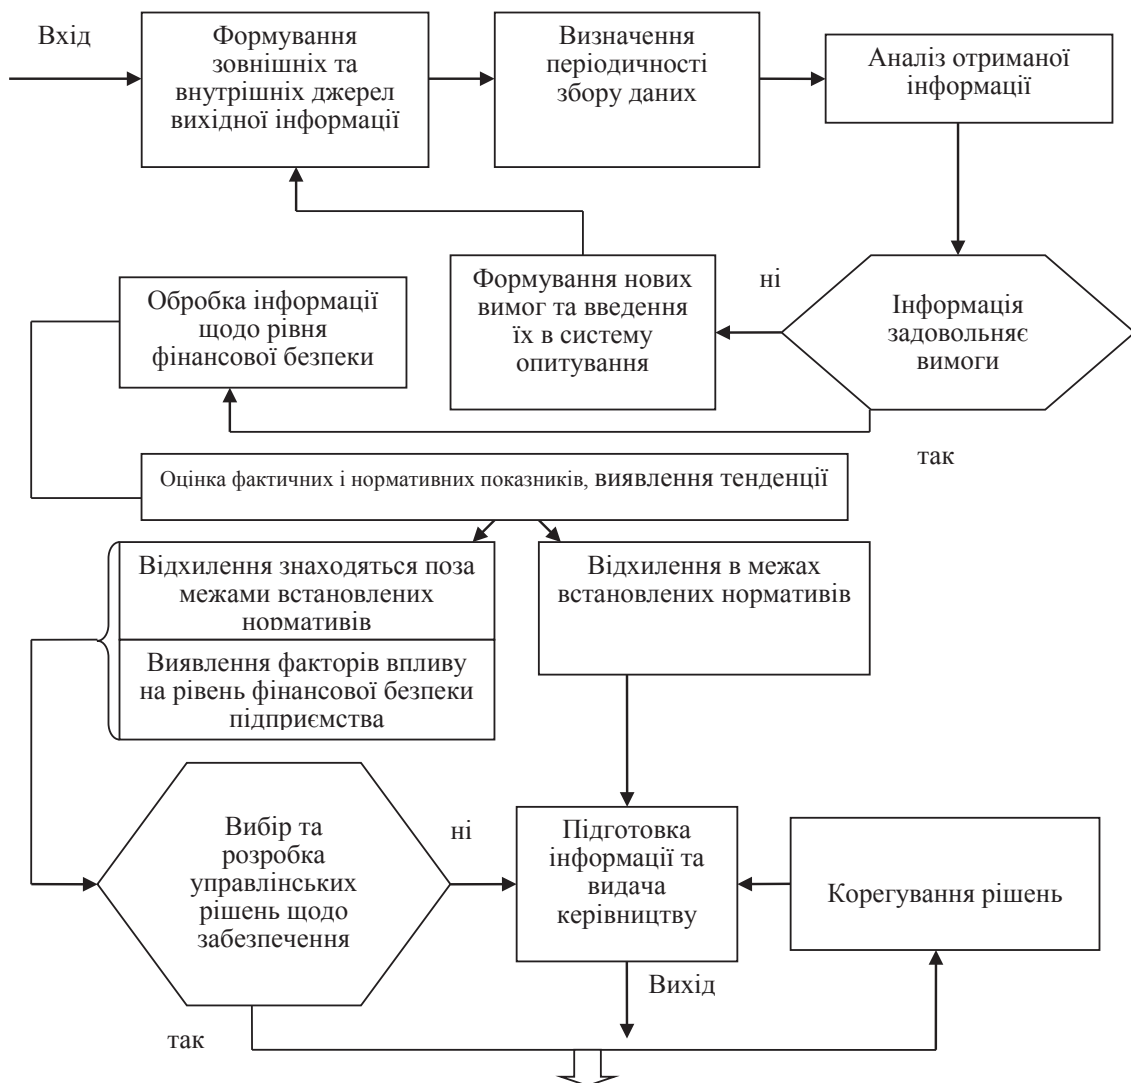 Вхід
Формування
зовнішніх та
внутрішніх джерел
вихідної інформації
Визначення
періодичності
збору даних
Аналіз отриманої
інформації
Обробка інформації
щодо рівня
фінансової безпеки
Формування нових
вимог та введення
їх в систему
опитування
ні
Інформація
задовольняє
вимоги
так
Оцінка фактичних і нормативних показників, виявлення тенденції
Відхилення знаходяться поза
межами встановлених
нормативів
Відхилення в межах
встановлених нормативів
Виявлення факторів впливу
на рівень фінансової безпеки
підприємства
Вибір та
розробка
управлінських
рішень щодо
забезпечення
ні
Підготовка
інформації та
видача
керівництву
Корегування рішень
Вихід
так